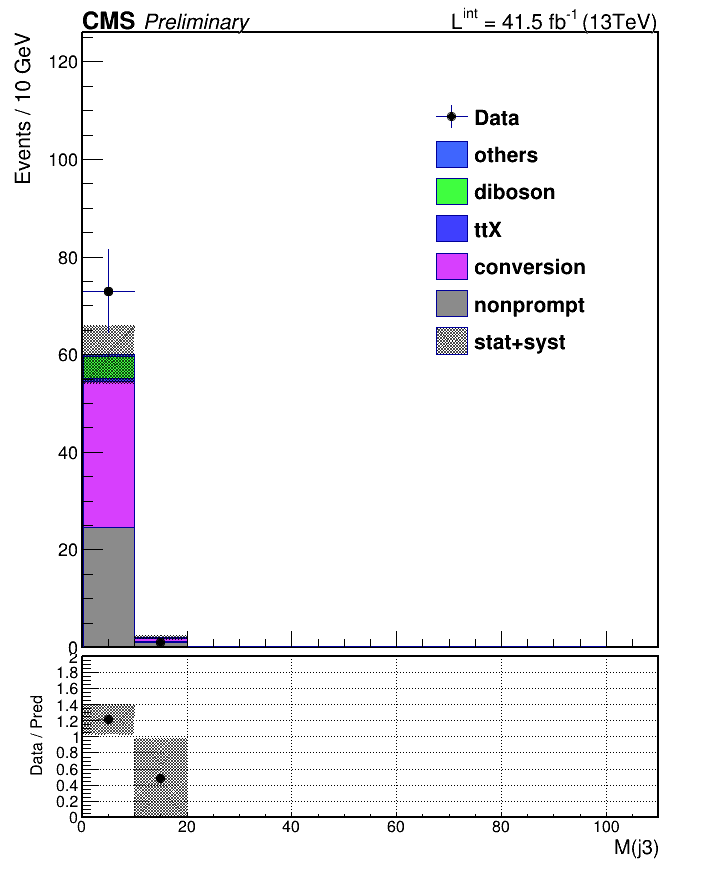 CMS Preliminary L^int = 41.5 fb^-1 (13TeV)
Events / 10 GeV
120
100
80
60
40
20
0
Data
others
diboson
ttX
conversion
nonprompt
stat+syst
Data / Pred
2
1.8
1.6
1.4
1.2
1
0.8
0.6
0.4
0.2
0
0 20 40 60 80 100
M(j3)